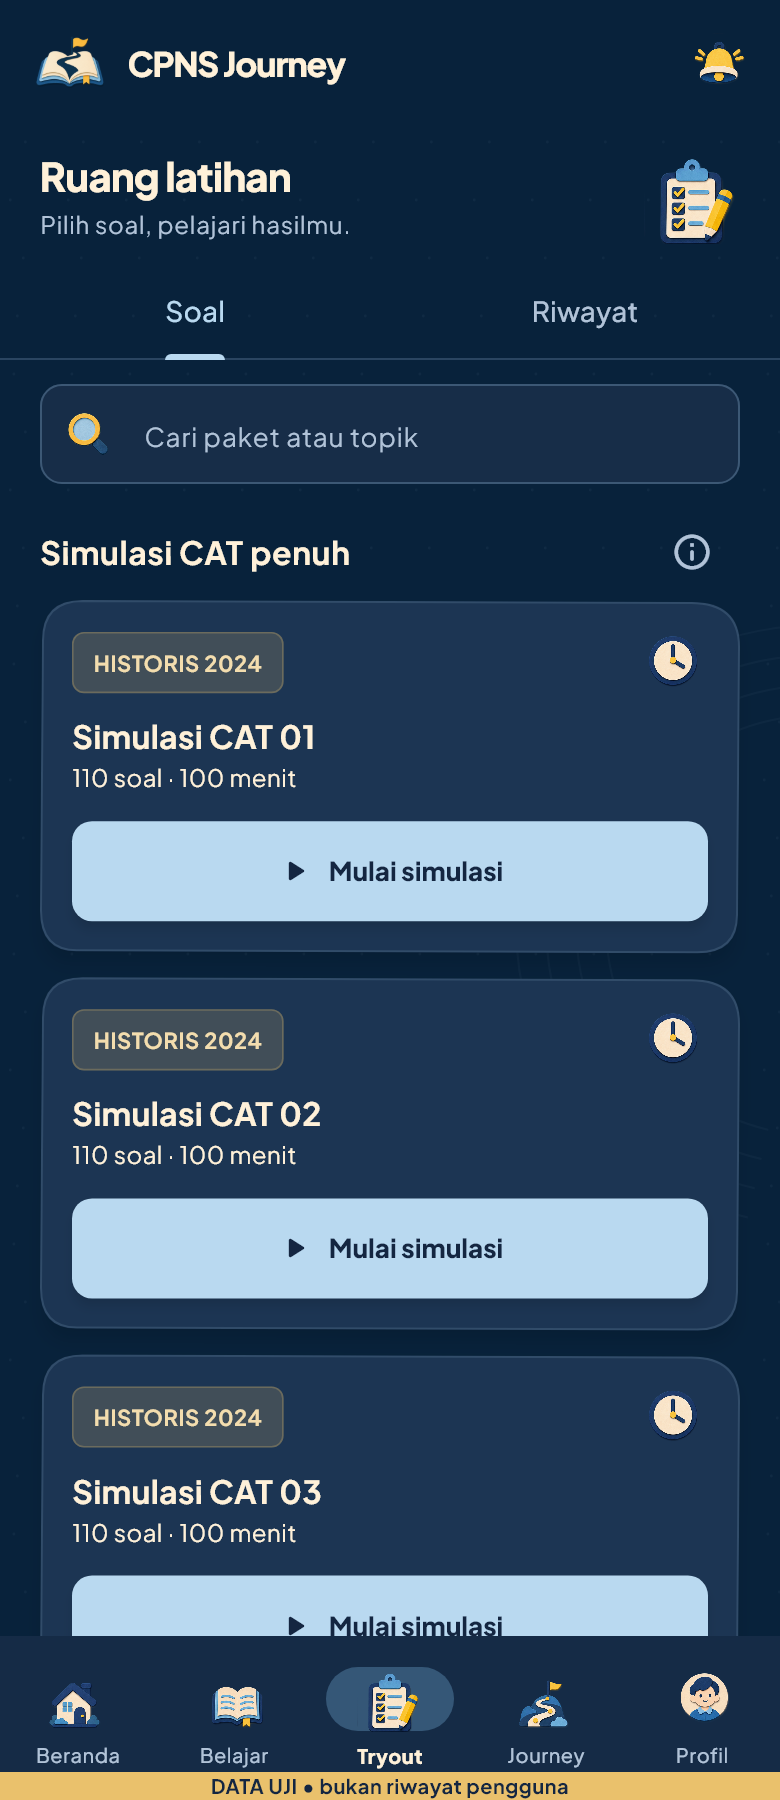 CPNS Journey
Ruang latihan
Pilih soal, pelajari hasilmu.
Soal
Riwayat
Cari paket atau topik
Simulasi CAT penuh
HISTORIS 2024
Simulasi CAT 01
110 soal · 100 menit
Mulai simulasi
HISTORIS 2024
Simulasi CAT 02
110 soal · 100 menit
Mulai simulasi
HISTORIS 2024
Simulasi CAT 03
110 soal · 100 menit
Mulai simulasi
Beranda
Belajar
Tryout
Journey
Profil
DATA UJI • bukan riwayat pengguna